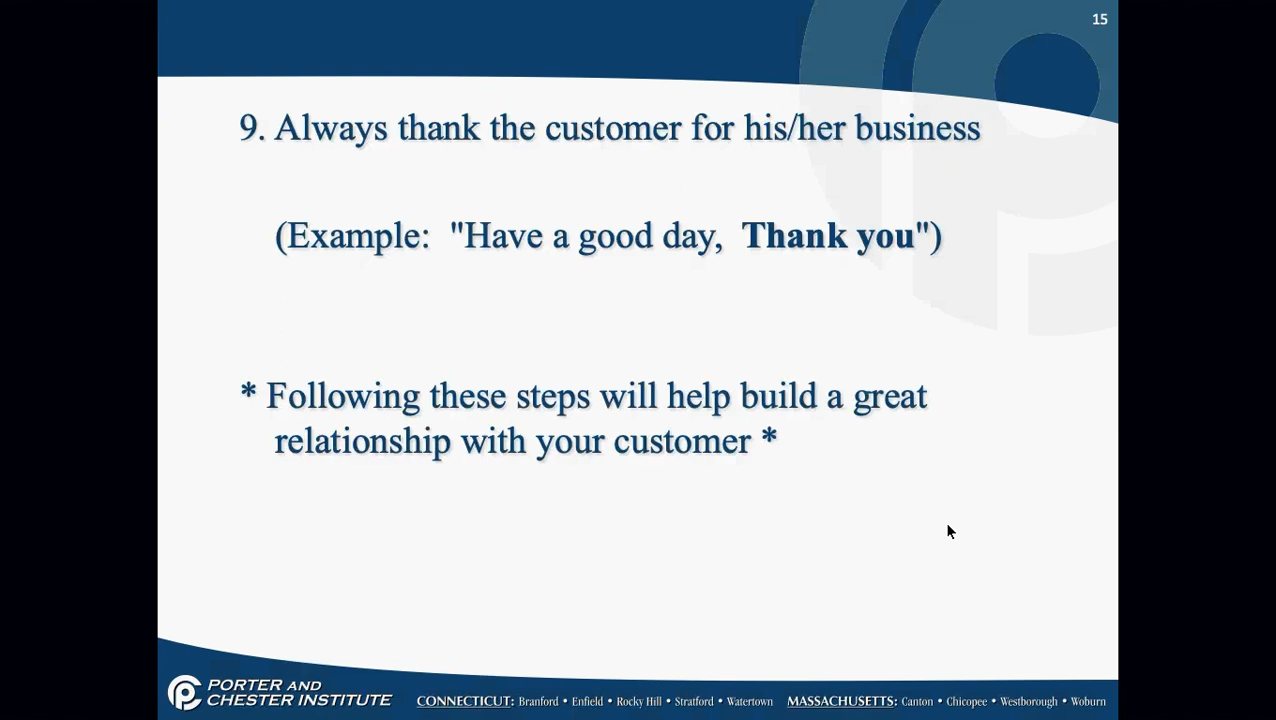 15
9. Always thank the customer for his/her business
(Example: "Have a good day, Thank you")
* Following these steps will help build a great
relationship with your customer *
PORTER AND
CHESTER INSTITUTE
CONNECTICUT: Branford • Enfield • Rocky Hill • Stratford • Watertown MASSACHUSETTS: Canton • Chicopee • Westborough • Woburn